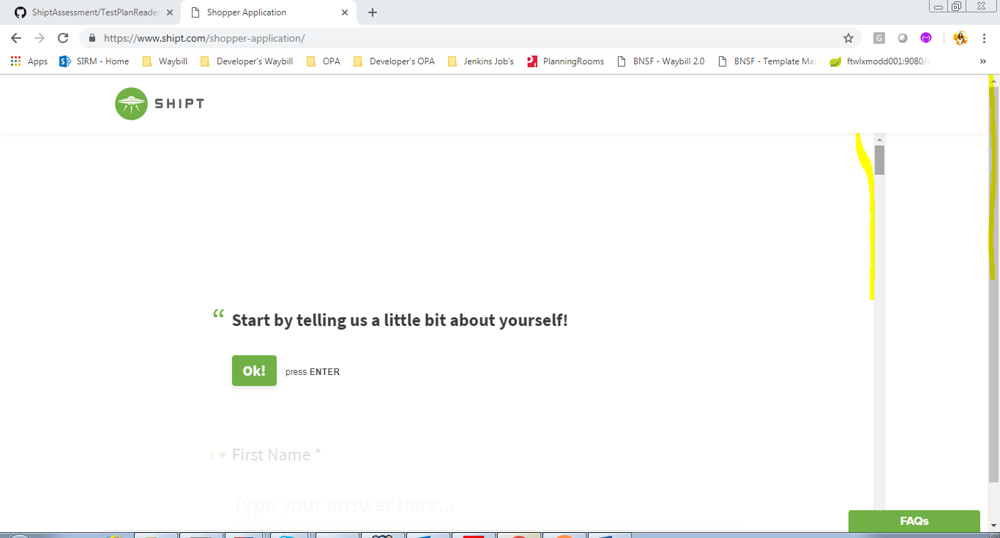 ShiptAssessment/TestPlanReader
Shopper Application
https://www.shipt.com/shopper-application/
G
Apps
SIRM - Home
Waybill
Developer's Waybill
OPA
Developer's OPA
Jenkins Job's
PlanningRooms
BNSF - Waybill 2.0
BNSF - Template Mar
ftwlxmodd001:9080/s
»
SHIPT
“ Start by telling us a little bit about yourself!
Ok!
press ENTER
1 → First Name *
Type your answer here...
FAQs